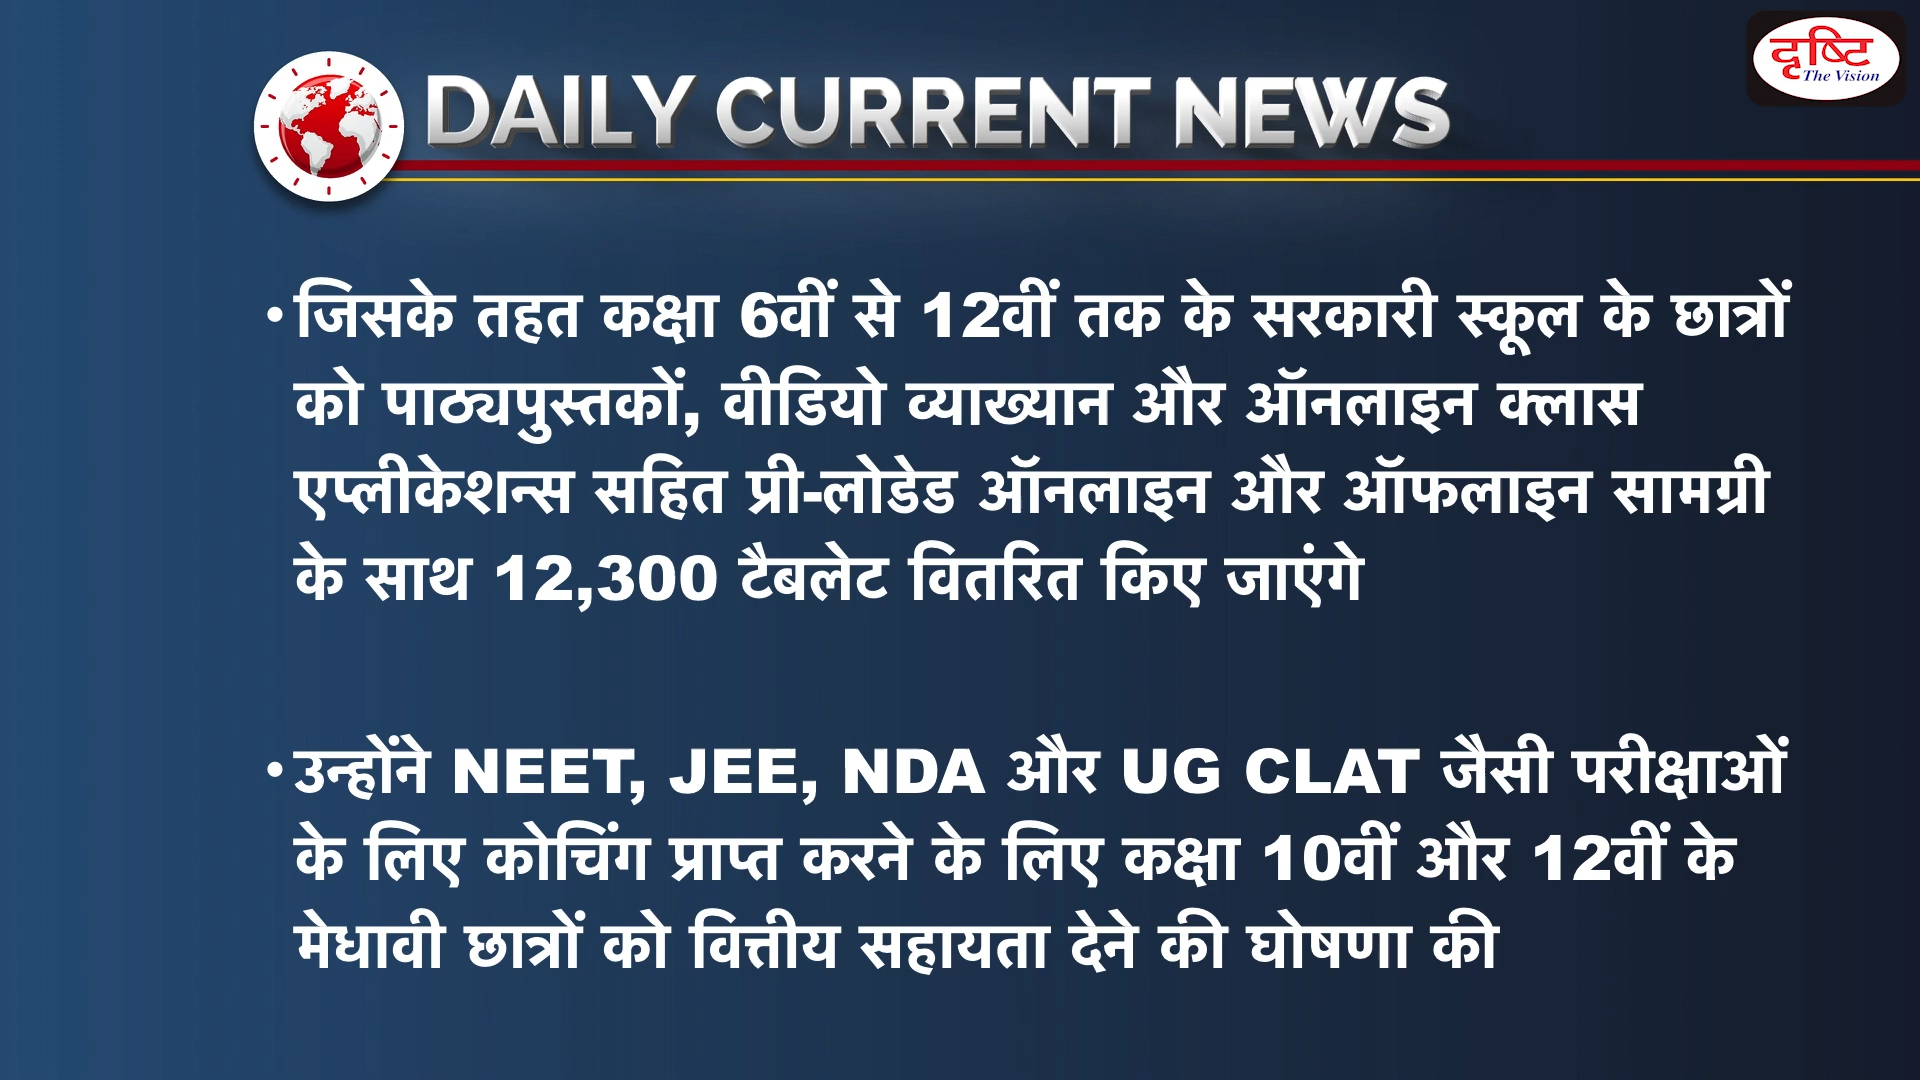 दृष्टि
The Vision
DAILY CURRENT NEWS
• जिसके तहत कक्षा 6वीं से 12वीं तक के सरकारी स्कूल के छात्रों
को पाठ्यपुस्तकों, वीडियो व्याख्यान और ऑनलाइन क्लास
एप्लीकेशन्स सहित प्री-लोडेड ऑनलाइन और ऑफलाइन सामग्री
के साथ 12,300 टैबलेट वितरित किए जाएंगे
• उन्होंने NEET, JEE, NDA और UG CLAT जैसी परीक्षाओं
के लिए कोचिंग प्राप्त करने के लिए कक्षा 10वीं और 12वीं के
मेधावी छात्रों को वित्तीय सहायता देने की घोषणा की